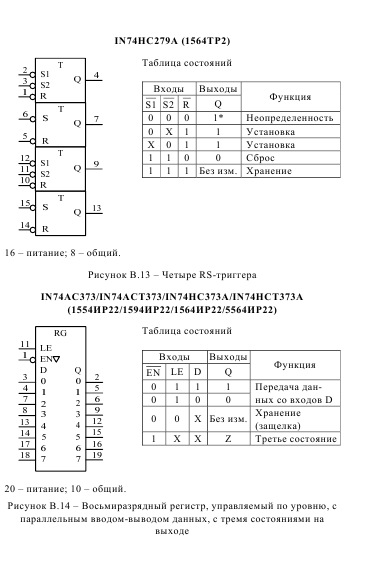 IN74HC279A (1564ТР2)
Таблица состояний
T
2 S1 4
3 S2 Q
1 R
T
6 S
Q 7
5 R
T
12 S1
11 S2 Q 9
10 R
T
15 S
Q 13
14 R
Входы Выходы Функция
S1 S2 R Q
0 0 0 1* Неопределенность
0 X 1 1 Установка
X 0 1 1 Установка
1 1 0 0 Сброс
1 1 1 Без изм. Хранение
16 – питание; 8 – общий.
Рисунок В.13 – Четыре RS-триггера
IN74AC373/IN74ACT373/IN74HC373A/IN74HCT373A
(1554ИР22/1594ИР22/1564ИР22/5564ИР22)
Таблица состояний
RG
11 LE
1 EN
D Q
3 0 0 2
4 1 1 5
7 2 2 6
8 3 3 9
13 4 4 12
14 5 5 15
17 6 6 16
18 7 7 19
Входы Выходы Функция
EN LE D Q
0 1 1 1 Передача дан-
0 1 0 0 ных со входов D
0 0 X Без изм. Хранение
(защелка)
1 X X Z Третье состояние
20 – питание; 10 – общий.
Рисунок В.14 – Восьмиразрядный регистр, управляемый по уровню, с
параллельным вводом-выводом данных, с тремя состояниями на
выходе